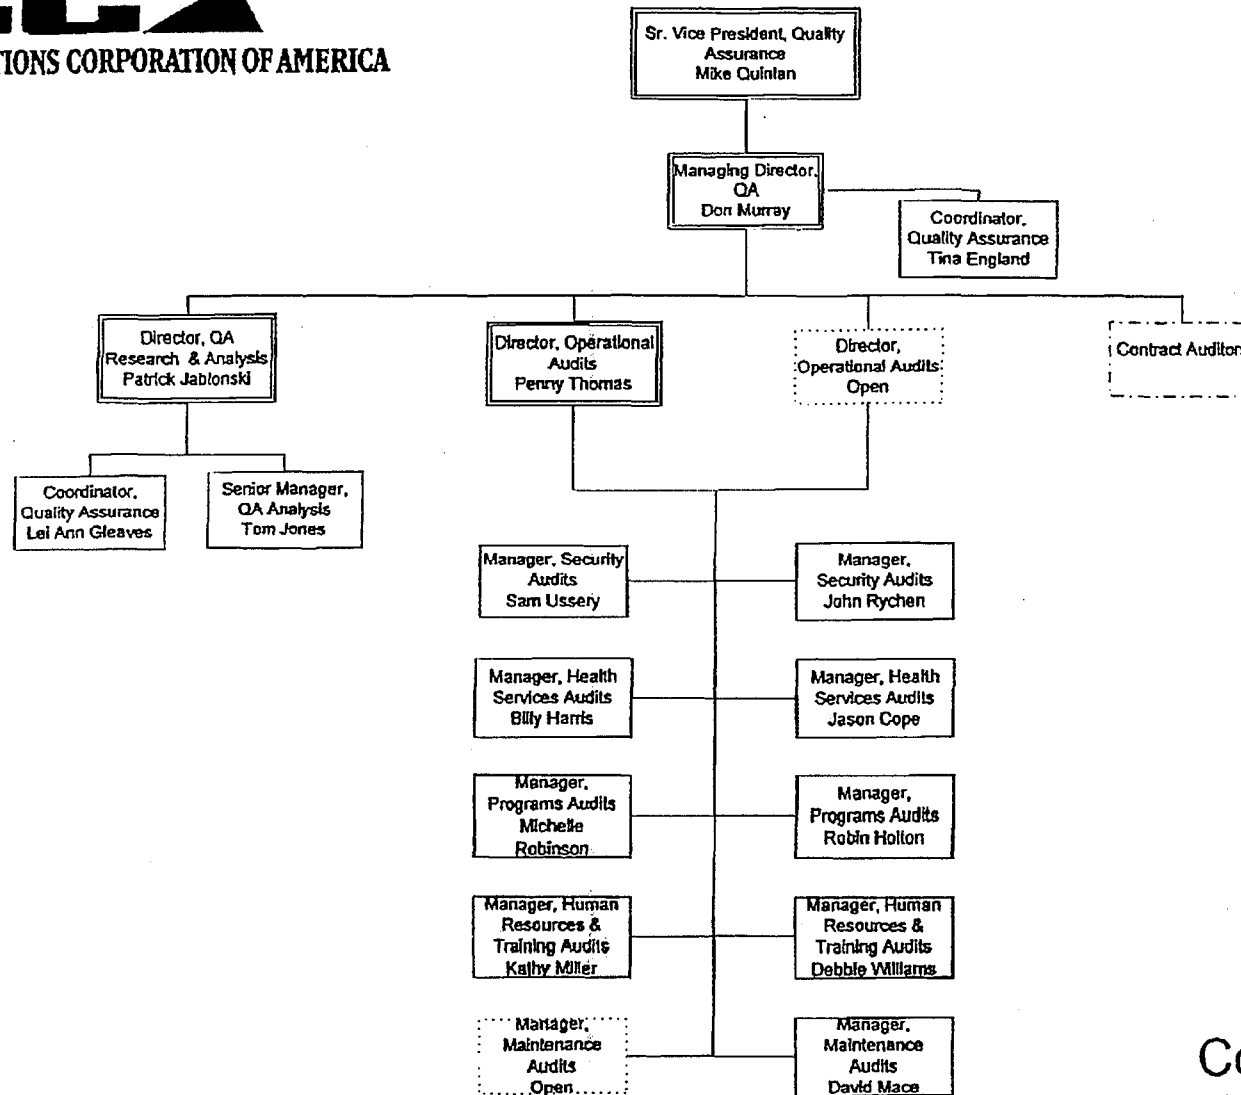 TIONS CORPORATION OF AMERICA
Sr. Vice President, Quality
Assurance
Mike Quinlan
Managing Director,
QA
Don Murray
Coordinator,
Quality Assurance
Tina England
Director, QA
Research & Analysis
Patrick Jablonski
Director, Operational
Audits
Penny Thomas
Director,
Operational Audits
Open
Contract Auditors
Coordinator,
Quality Assurance
Lei Ann Gleaves
Senior Manager,
QA Analysis
Tom Jones
Manager, Security
Audits
Sam Ussery
Manager,
Security Audits
John Rychen
Manager, Health
Services Audits
Billy Harris
Manager, Health
Services Audits
Jason Cope
Manager,
Programs Audits
Michelle
Robinson
Manager,
Programs Audits
Robin Holton
Manager, Human
Resources &
Training Audits
Kathy Miller
Manager, Human
Resources &
Training Audits
Debbie Williams
Manager,
Maintenance
Audits
Open
Manager,
Maintenance
Audits
David Mace
Co